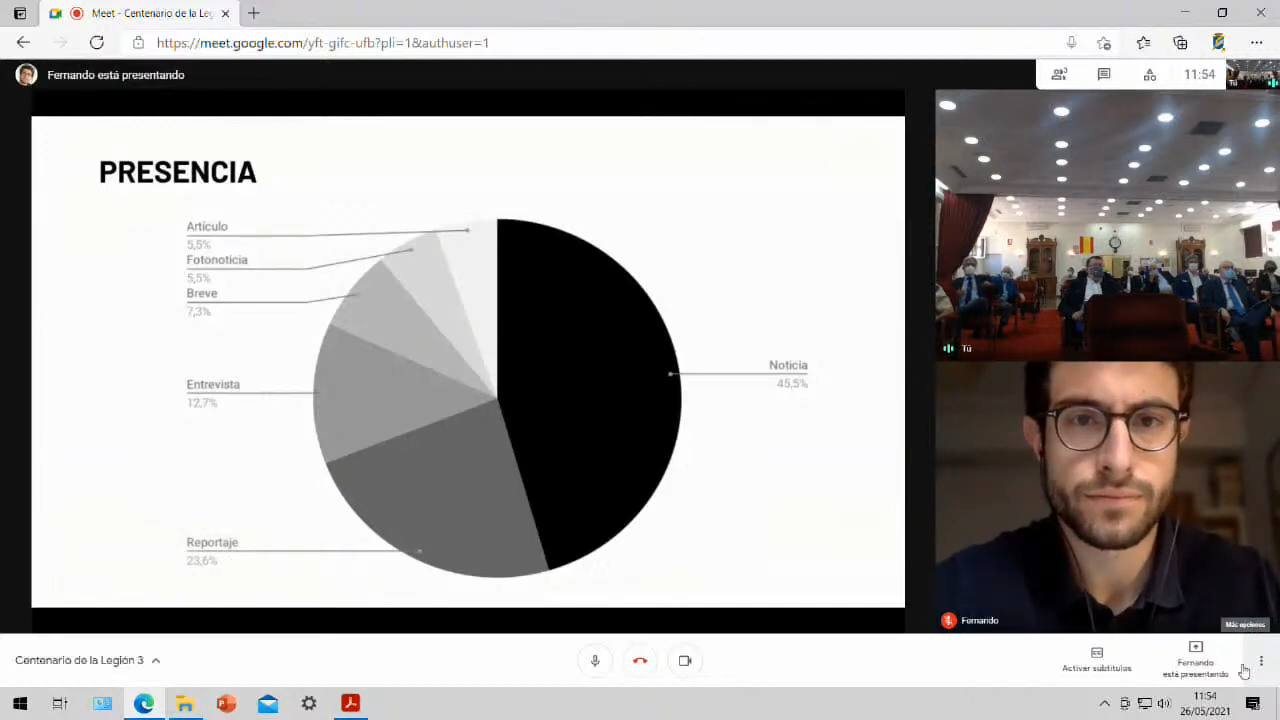 Meet - Centenario de la Leg
https://meet.google.com/yft-gifc-ufb?pli=1&authuser=1
Fernando está presentando
3
11:54
Tú
PRESENCIA
Artículo
5,5%
Fotonoticia
5,5%
Breve
7,3%
Entrevista
12,7%
Reportaje
23,6%
Noticia
45,5%
Tú
Fernando
Más opciones
Centenario de la Legión 3
Activar subtítulos
Fernando
está presentando
11:54
26/05/2021